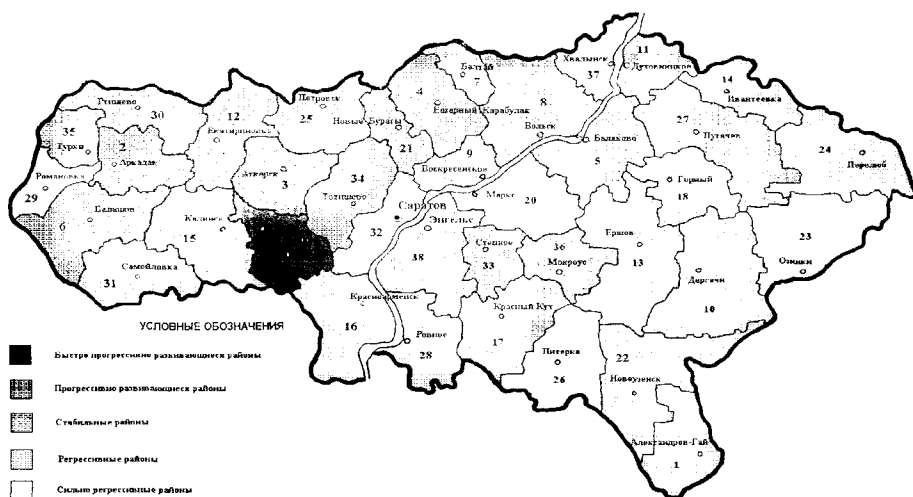 Хвалынск
37
11
Духовницкое
Балтай
7
14
Ивантеевка
Ртищево
30
12
Екатериновка
Петровск
25
Новые Бурасы
4
Базарный Карабулак
8
Вольск
Балаково
27
Пугачев
24
Перелюб
35
Турки
2
Аркадак
21
9
Воскресенское
5
Горный
18
Романовка
29
Аткарск
3
34
Татищево
Маркс
20
6
Балашов
Калинск
15
Саратов
32
Энгельс
38
Степное
33
36
Мокроус
Ершов
13
23
Озинки
Дергачи
10
31
Самойловка
Красноармейск
16
Ровное
28
Красный Кут
17
Питерка
26
22
Новоузенск
Александров-Гай
1
УСЛОВНЫЕ ОБОЗНАЧЕНИЯ
Быстро прогрессивно развивающиеся районы
Прогрессивно развивающиеся районы
Стабильные районы
Регрессивные районы
Сильно регрессивные районы